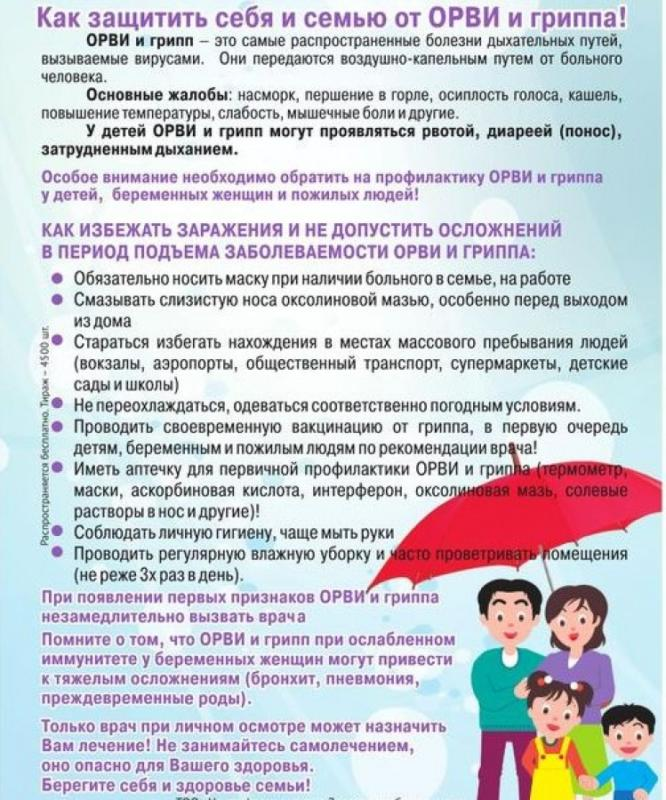 Как защитить себя и семью от ОРВИ и гриппа!
ОРВИ и грипп – это самые распространенные болезни дыхательных путей,
вызываемые вирусами. Они передаются воздушно-капельным путем от больного
человека.
Основные жалобы: насморк, першение в горле, осиплость голоса, кашель,
повышение температуры, слабость, мышечные боли и другие.
У детей ОРВИ и грипп могут проявляться рвотой, диареей (понос),
затрудненным дыханием.
Особое внимание необходимо обратить на профилактику ОРВИ и гриппа
у детей, беременных женщин и пожилых людей!
КАК ИЗБЕЖАТЬ ЗАРАЖЕНИЯ И НЕ ДОПУСТИТЬ ОСЛОЖНЕНИЙ
В ПЕРИОД ПОДЪЕМА ЗАБОЛЕВАЕМОСТИ ОРВИ И ГРИППА:
Обязательно носить маску при наличии больного в семье, на работе
Смазывать слизистую носа оксолиновой мазью, особенно перед выходом
из дома
Стараться избегать нахождения в местах массового пребывания людей
(вокзалы, аэропорты, общественный транспорт, супермаркеты, детские
сады и школы)
Не переохлаждаться, одеваться соответственно погодным условиям.
Проводить своевременную вакцинацию от гриппа, в первую очередь
детям, беременным и пожилым людям по рекомендации врача!
Иметь аптечку для первичной профилактики ОРВИ и гриппа (термометр,
маски, аскорбиновая кислота, интерферон, оксолиновая мазь, солевые
растворы в нос и другие)!
Соблюдать личную гигиену, чаще мыть руки
Проводить регулярную влажную уборку и часто проветривать помещения
(не реже 3х раз в день).
При появлении первых признаков ОРВИ и гриппа
незамедлительно вызвать врача
Помните о том, что ОРВИ и грипп при ослабленном
иммунитете у беременных женщин могут привести
к тяжелым осложнениям (бронхит, пневмония,
преждевременные роды).
Только врач при личном осмотре может назначить
Вам лечение! Не занимайтесь самолечением,
оно опасно для Вашего здоровья.
Берегите себя и здоровье семьи!
Распространяется бесплатно. Тираж – 4500 шт.